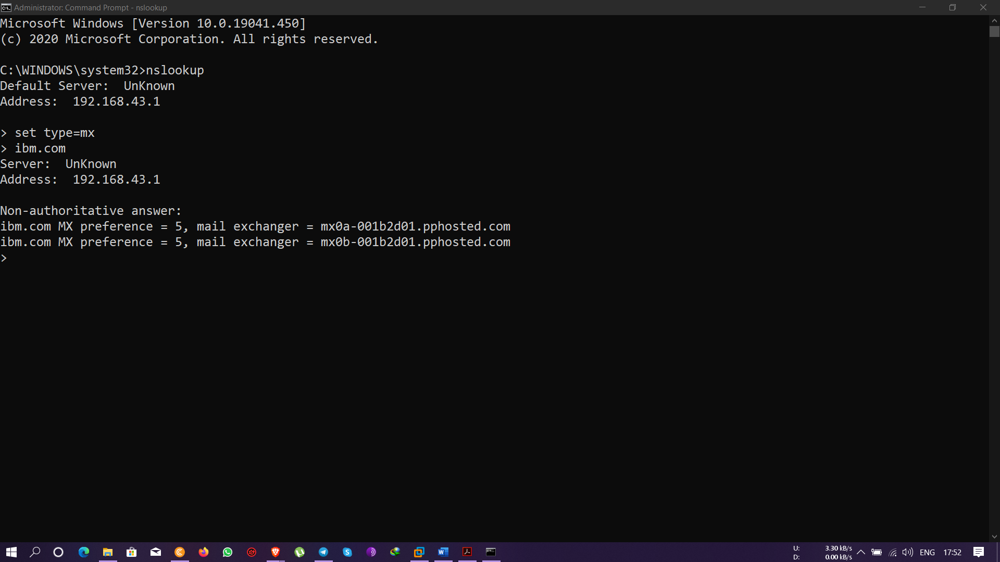 Administrator: Command Prompt - nslookup
Microsoft Windows [Version 10.0.19041.450]
(c) 2020 Microsoft Corporation. All rights reserved.
C:\WINDOWS\system32>nslookup
Default Server:  UnKnown
Address:  192.168.43.1
> set type=mx
> ibm.com
Server:  UnKnown
Address:  192.168.43.1
Non-authoritative answer:
ibm.com MX preference = 5, mail exchanger = mx0a-001b2d01.pphosted.com
ibm.com MX preference = 5, mail exchanger = mx0b-001b2d01.pphosted.com
>
U: 3.30 kB/s
D: 0.00 kB/s
ENG 17:52